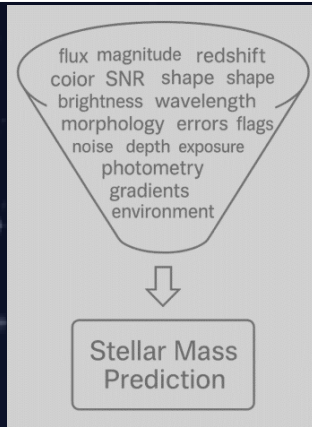 flux magnitude redshift
color SNR shape shape
brightness wavelength
morphology errors flags
noise depth exposure
photometry
gradients
environment
Stellar Mass
Prediction